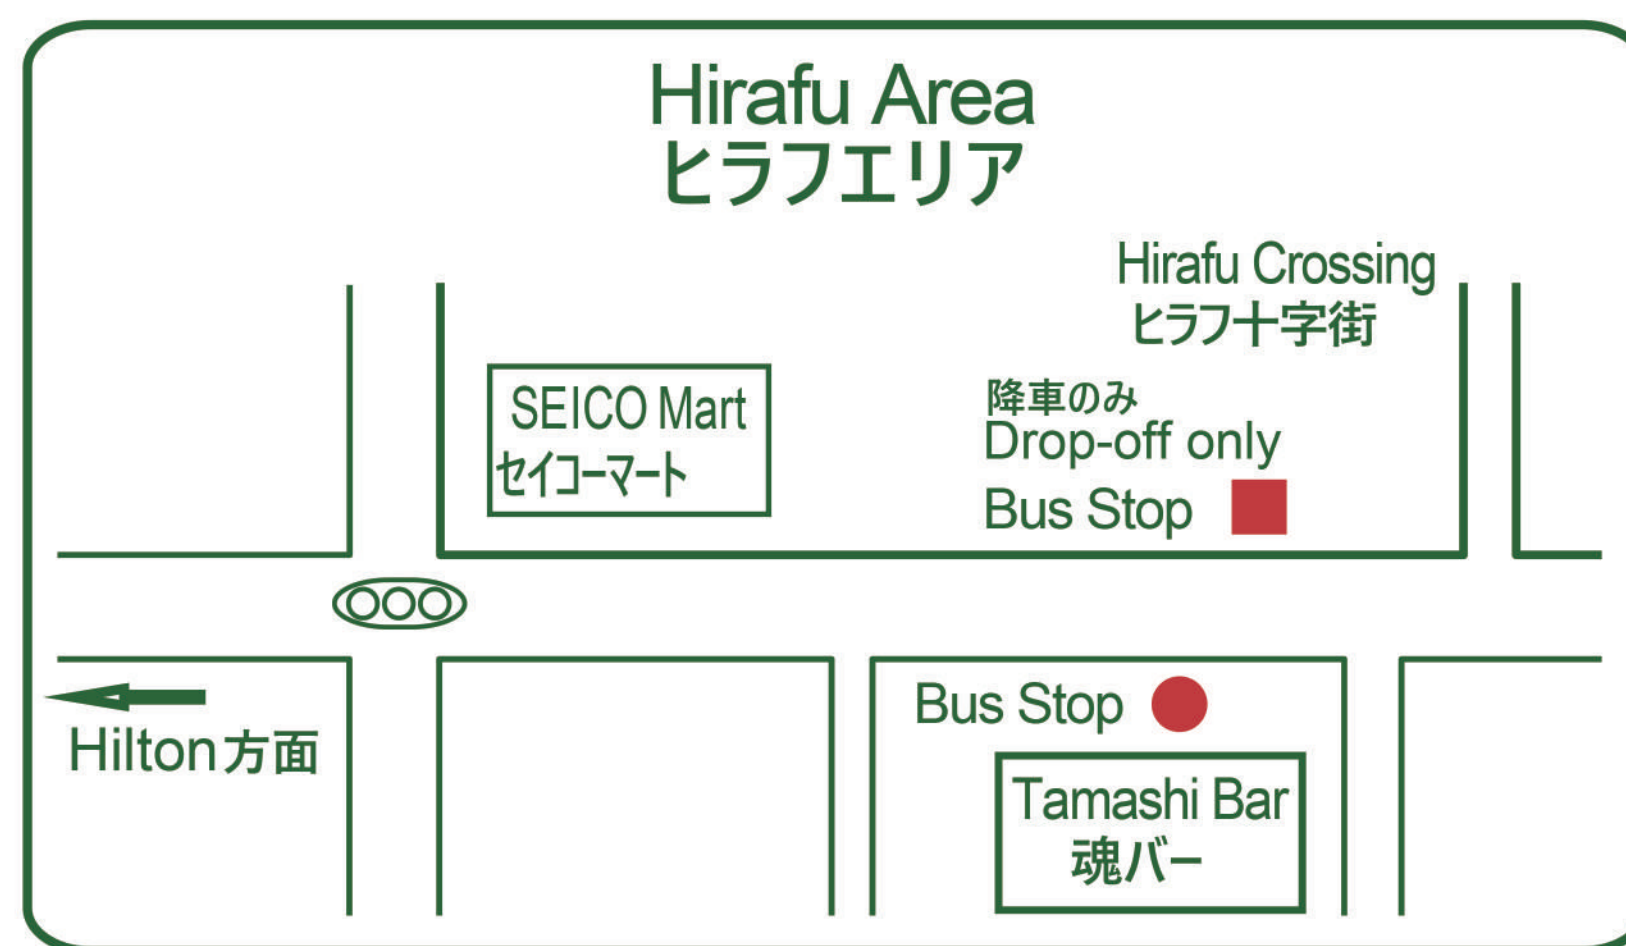 Hirafu Area
ヒラフエリア
Hirafu Crossing
ヒラフ十字街
SEICO Mart
セイコーマート
降車のみ
Drop-off only
Bus Stop
Hilton方面
Bus Stop
Tamashi Bar
魂バー